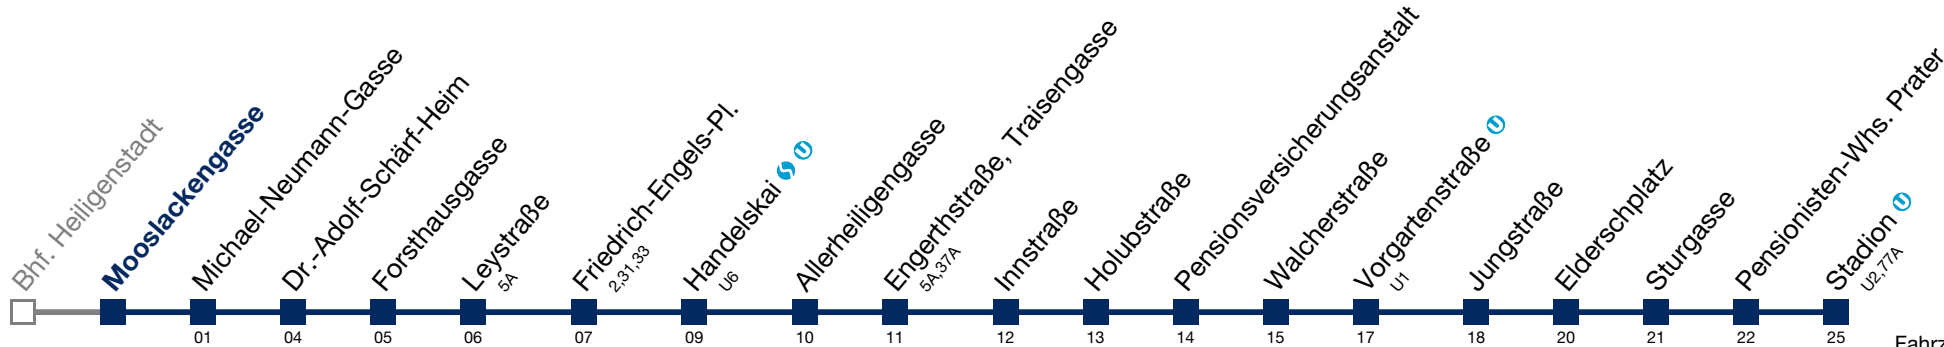 Bhf. Heiligenstadt
Mooslackengasse
Michael-Neumann-Gasse
Dr.-Adolf-Schärf-Heim
Forsthausgasse
Leystraße
5A
Friedrich-Engels-Pl.
2,31,33
Handelskai
U6
Allerheiligengasse
Engerthstraße, Traisengasse
5A,37A
Innstraße
Holubstraße
Pensionsversicherungsanstalt
Walcherstraße
Vorgartenstraße
U1
Jungstraße
Elderschplatz
Sturgasse
Pensionisten-Whs. Prater
Stadion
U2,77A
01 04 05 06 07 09 10 11 12 13 14 15 17 18 20 21 22 25
Fahrz